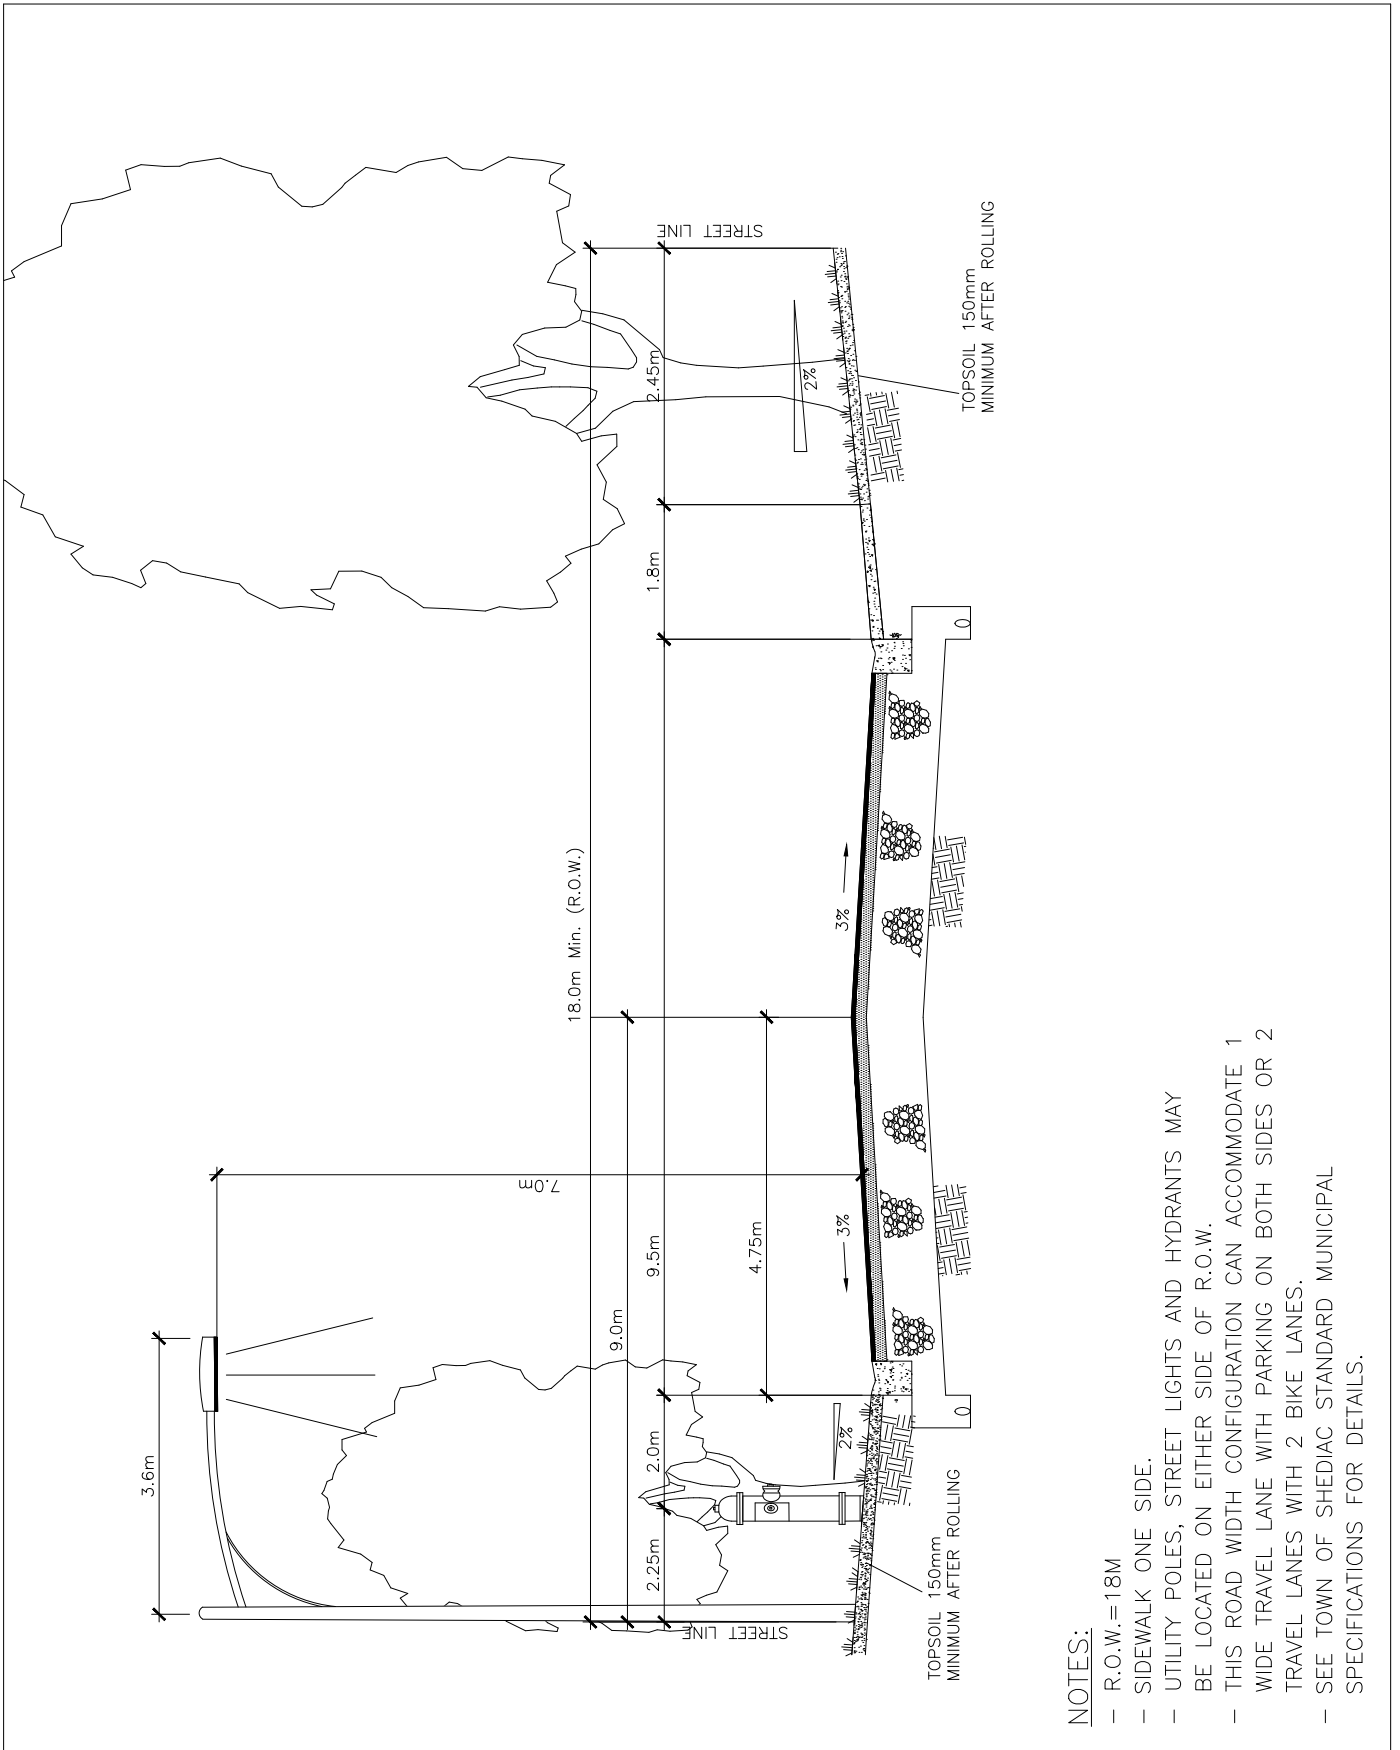 3.6m
7.0m
18.0m Min. (R.O.W.)
9.0m
2.25m
2.0m
9.5m
1.8m
2.45m
4.75m
STREET LINE
STREET LINE
2%
3%
3%
2%
TOPSOIL 150mm
MINIMUM AFTER ROLLING
TOPSOIL 150mm
MINIMUM AFTER ROLLING
NOTES:
- R.O.W.=18M
- SIDEWALK ONE SIDE.
- UTILITY POLES, STREET LIGHTS AND HYDRANTS MAY
BE LOCATED ON EITHER SIDE OF R.O.W.
- THIS ROAD WIDTH CONFIGURATION CAN ACCOMMODATE 1
WIDE TRAVEL LANE WITH PARKING ON BOTH SIDES OR 2
TRAVEL LANES WITH 2 BIKE LANES.
- SEE TOWN OF SHEDIAC STANDARD MUNICIPAL
SPECIFICATIONS FOR DETAILS.